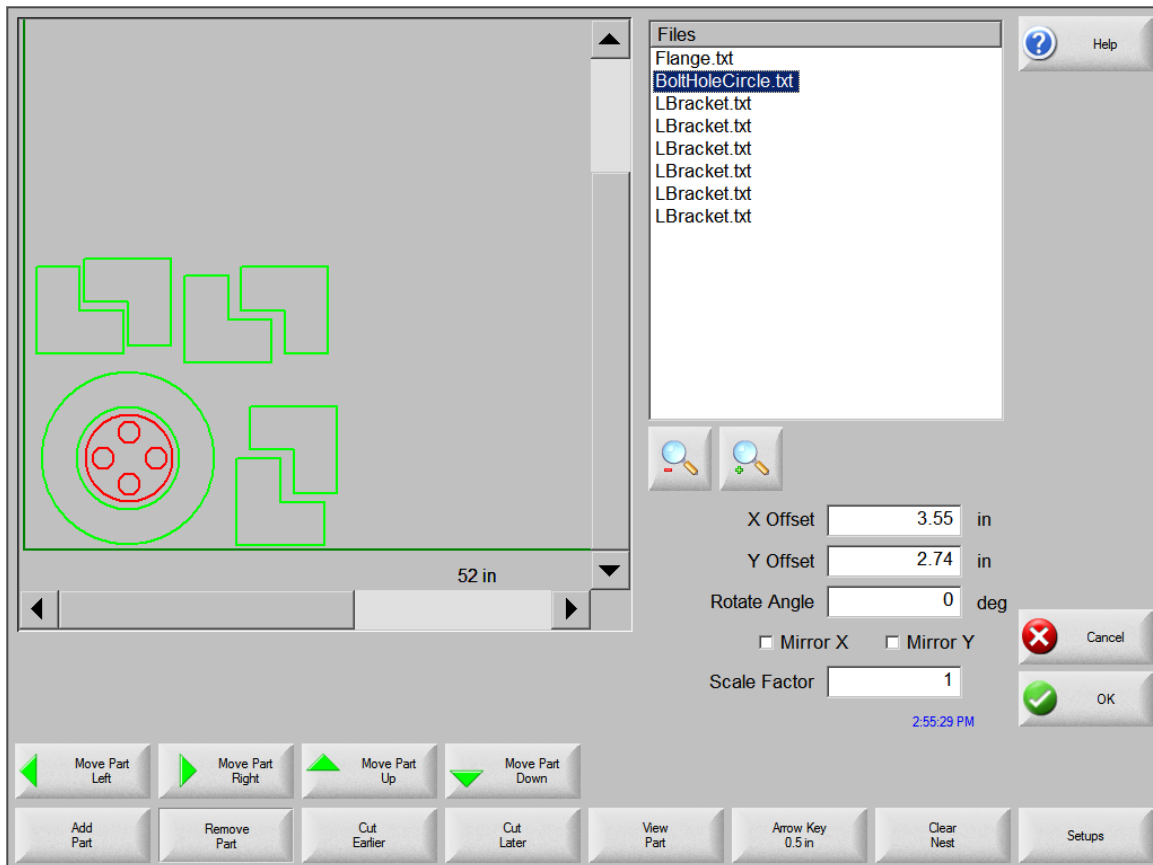 Files
Flange.txt
BoltHoleCircle.txt
LBracket.txt
LBracket.txt
LBracket.txt
LBracket.txt
LBracket.txt
LBracket.txt
Help
52 in
X Offset 3.55 in
Y Offset 2.74 in
Rotate Angle 0 deg
Mirror X Mirror Y
Scale Factor 1
2:55:29 PM
Cancel
OK
Move Part
Left
Move Part
Right
Move Part
Up
Move Part
Down
Add
Part
Remove
Part
Cut
Earlier
Cut
Later
View
Part
Arrow Key
0.5 in
Clear
Nest
Setups